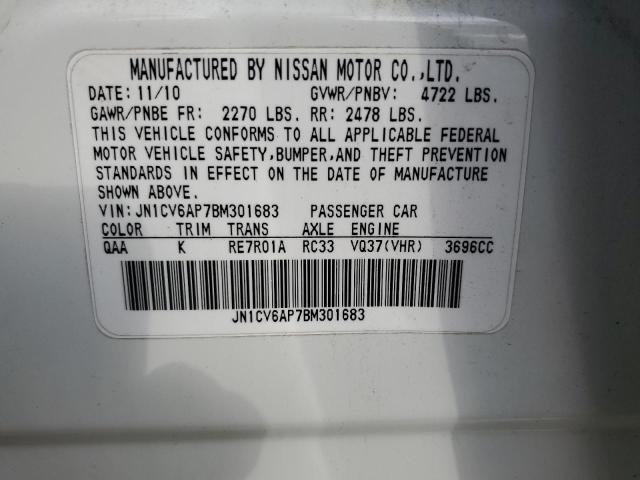 MANUFACTURED BY NISSAN MOTOR CO.,LTD.
DATE: 11/10 GVWR/PNBV: 4722 LBS.
GAWR/PNBE FR: 2270 LBS. RR: 2478 LBS.
THIS VEHICLE CONFORMS TO ALL APPLICABLE FEDERAL
MOTOR VEHICLE SAFETY,BUMPER,AND THEFT PREVENTION
STANDARDS IN EFFECT ON THE DATE OF MANUFACTURE
SHOWN ABOVE.
VIN: JN1CV6AP7BM301683 PASSENGER CAR
COLOR TRIM TRANS AXLE ENGINE
QAA K RE7R01A RC33 VQ37(VHR) 3696CC
JN1CV6AP7BM301683